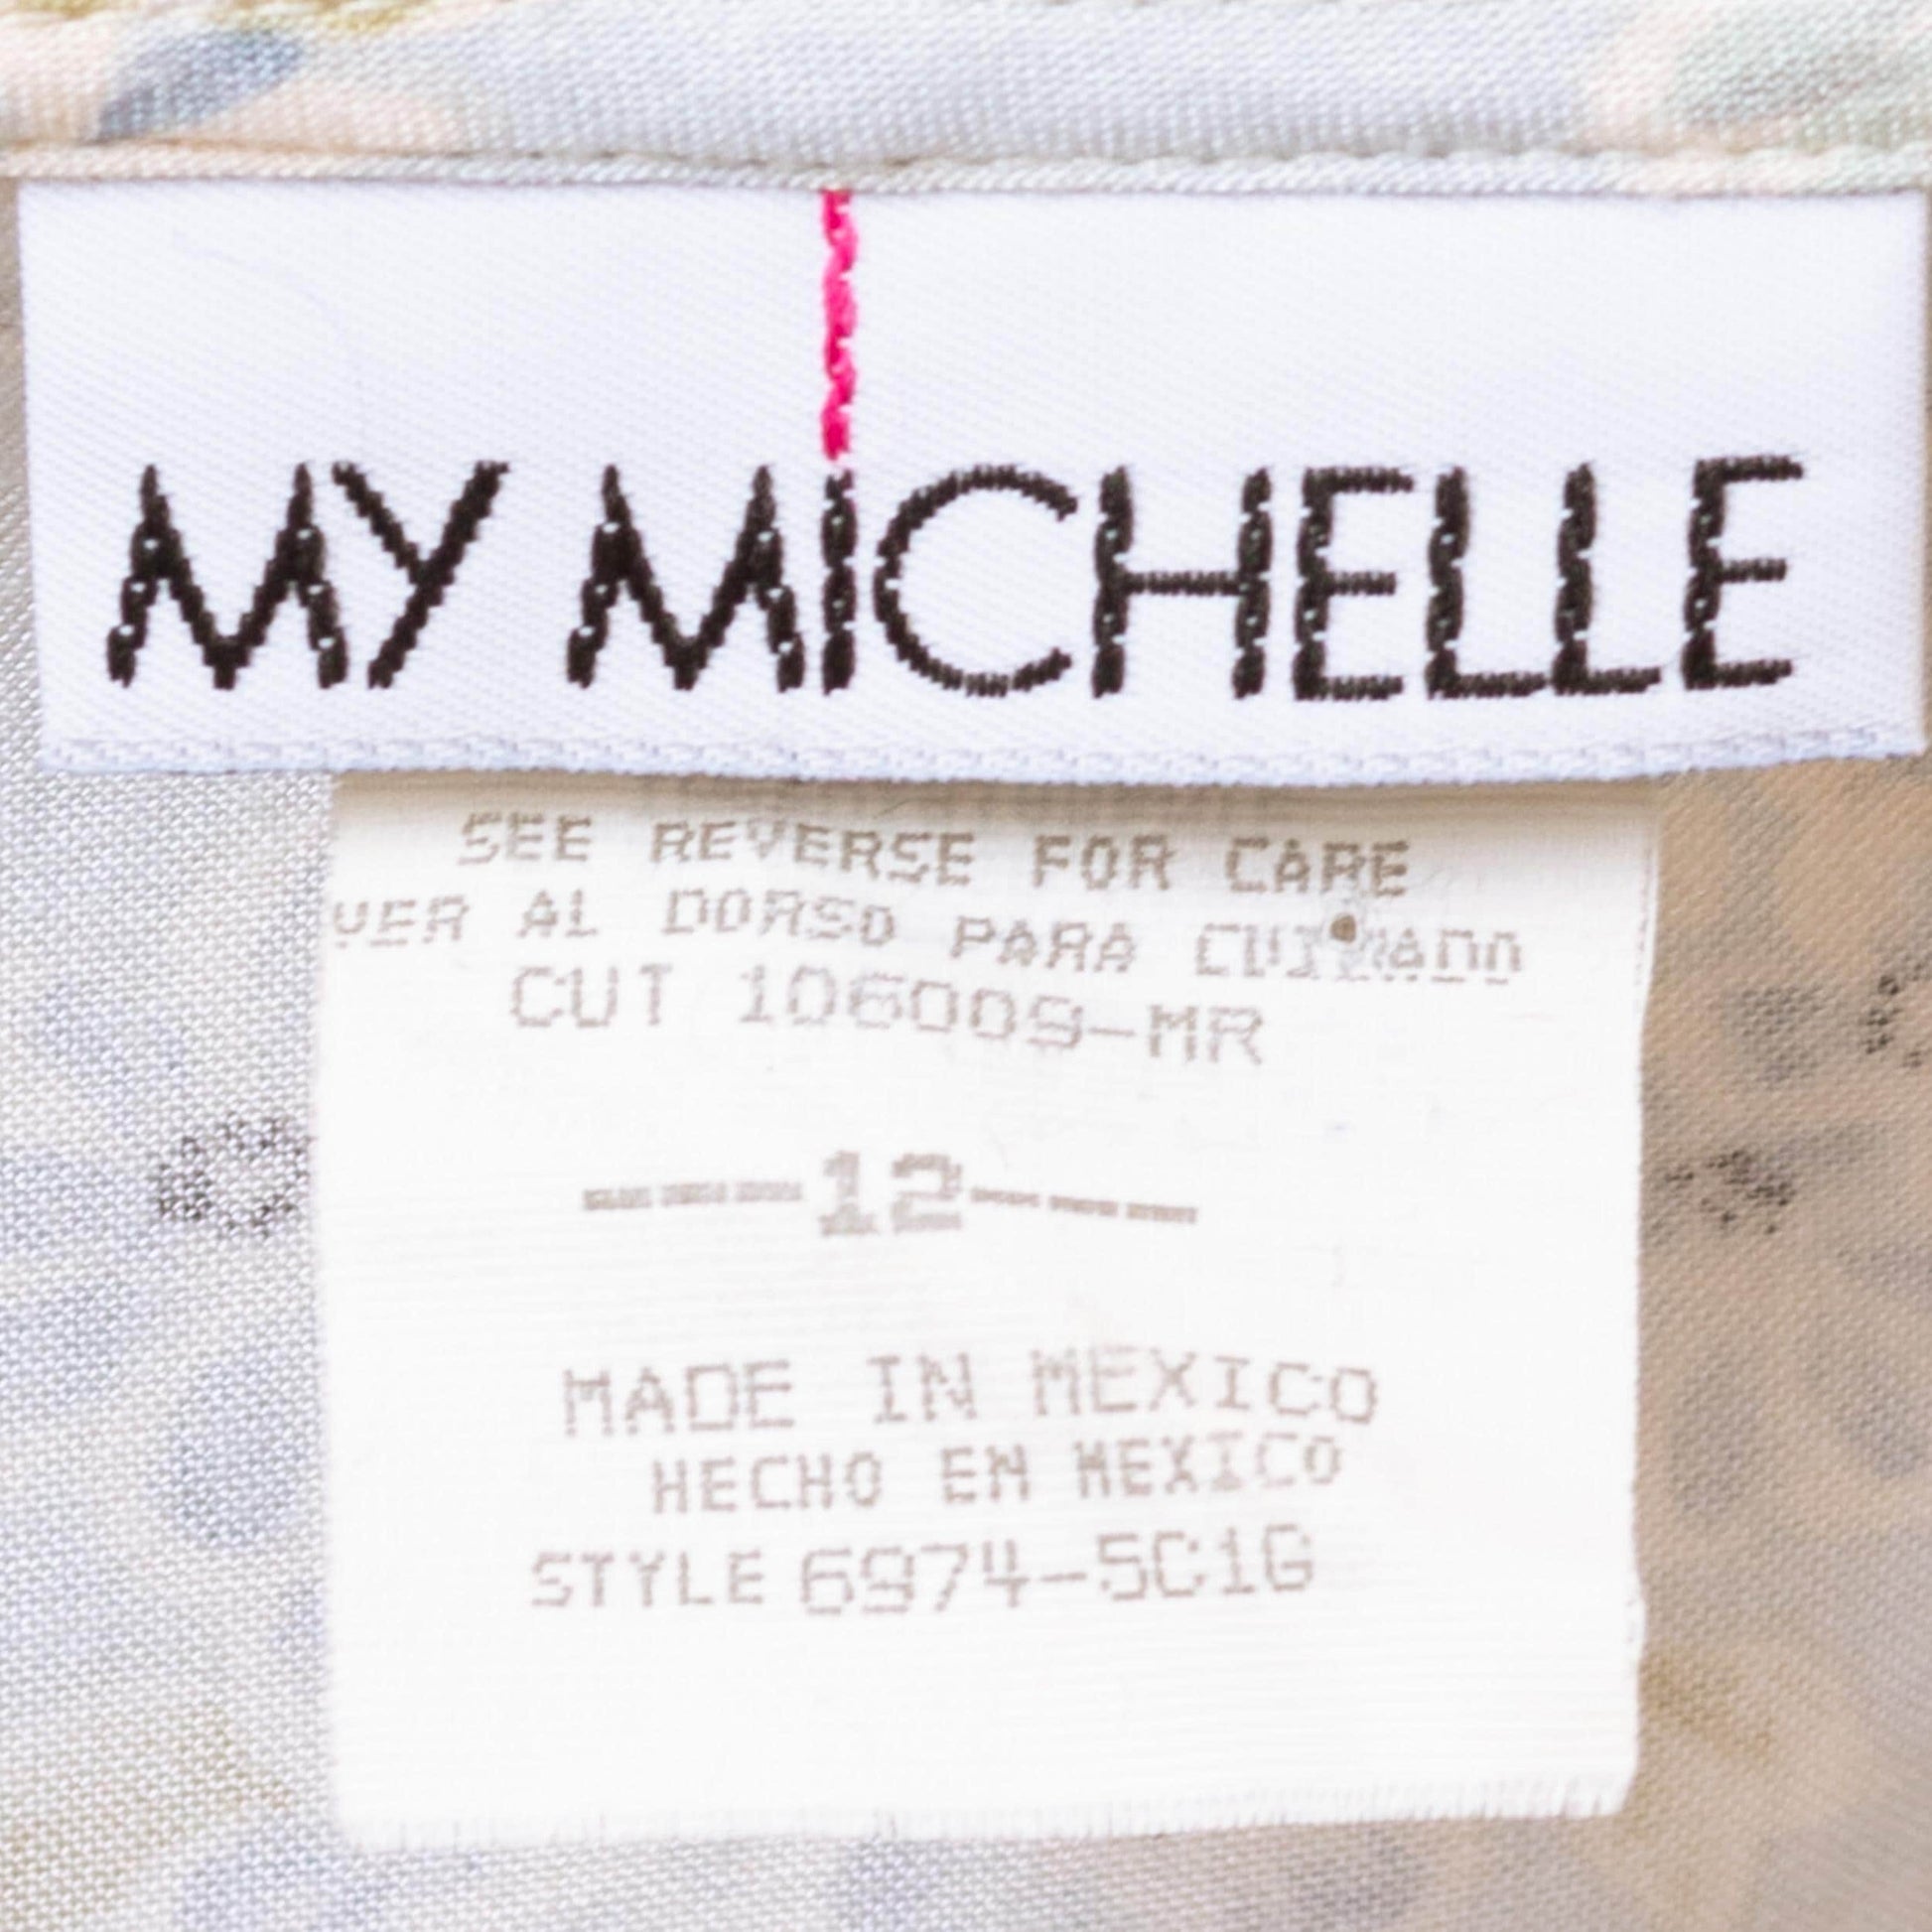 MY MICHELLE
SEE REVERSE FOR CARE
VER AL DORSO PARA CUIDADO
CUT 106009-MR
----12----
MADE IN MEXICO
HECHO EN MEXICO
STYLE 6974-5C1G